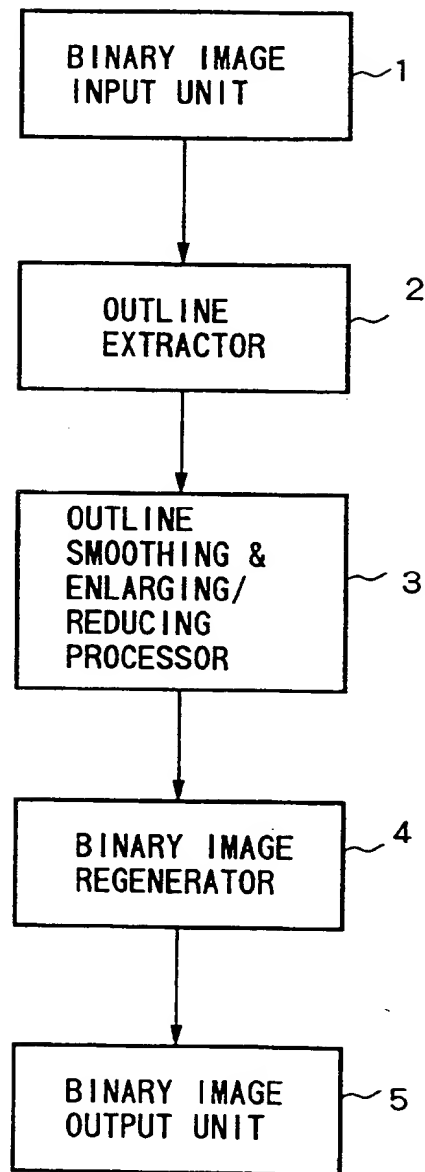 BINARY IMAGE
INPUT UNIT
1
OUTLINE
EXTRACTOR
2
OUTLINE
SMOOTHING &
ENLARGING/
REDUCING
PROCESSOR
3
BINARY IMAGE
REGENERATOR
4
BINARY IMAGE
OUTPUT UNIT
5